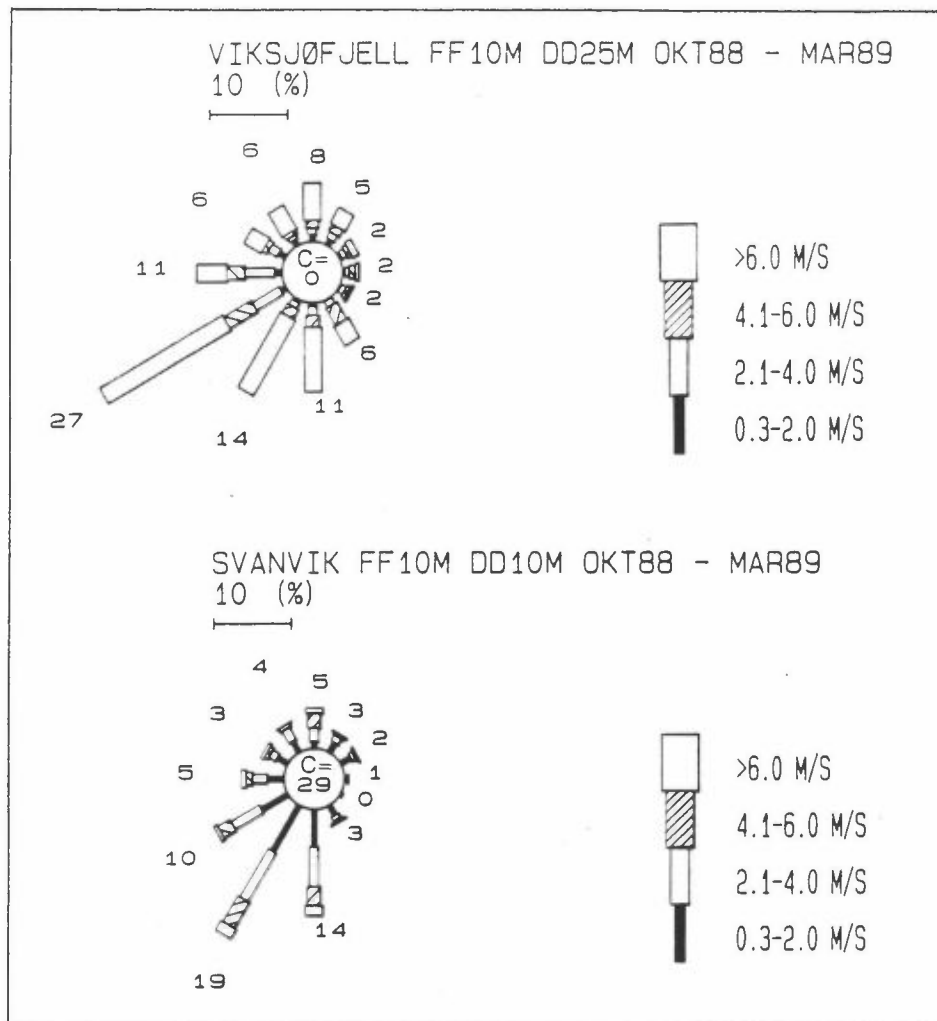 VIKSJØFJELL FF10M DD25M OKT88 - MAR89
10 (%)
6
8
5
6
2
11
C=
0
2
2
6
27
14
11
>6.0 M/S
4.1-6.0 M/S
2.1-4.0 M/S
0.3-2.0 M/S
SVANVIK FF10M DD10M OKT88 - MAR89
10 (%)
4
5
3
3
2
5
C=
29
1
0
3
10
14
19
>6.0 M/S
4.1-6.0 M/S
2.1-4.0 M/S
0.3-2.0 M/S